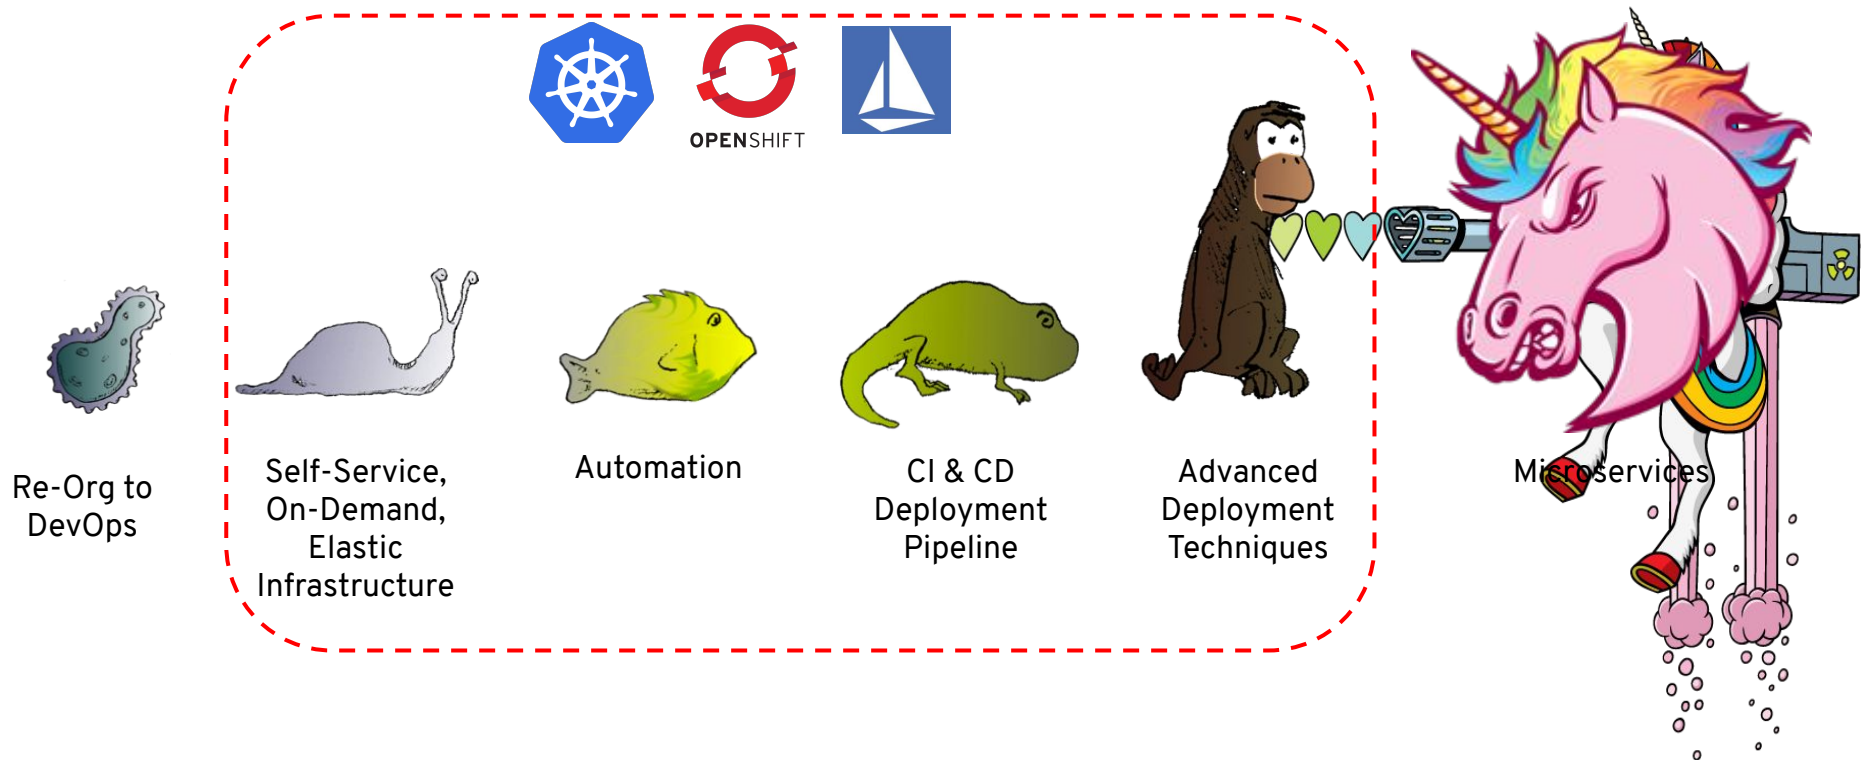 OPENSHIFT
Re-Org to
DevOps
Self-Service,
On-Demand,
Elastic
Infrastructure
Automation
CI & CD
Deployment
Pipeline
Advanced
Deployment
Techniques
Microservices